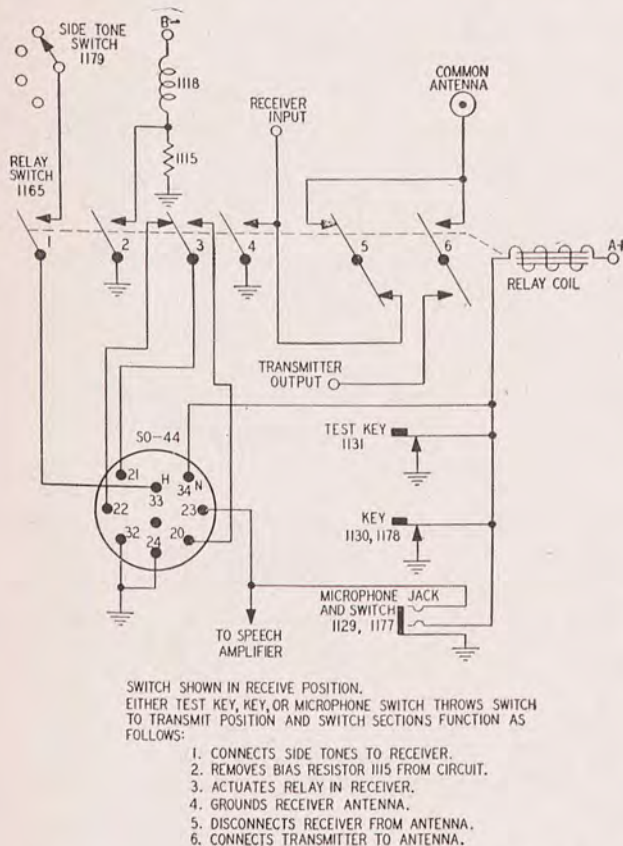 SIDE TONE
SWITCH
1179
B-
1118
1115
RECEIVER
INPUT
COMMON
ANTENNA
RELAY
SWITCH
1165
1
2
3
4
5
6
A+
RELAY COIL
TRANSMITTER
OUTPUT
TEST KEY
1131
SO-44
21
H
33
34
N
22
23
32
24
20
KEY
1130, 1178
MICROPHONE JACK
AND SWITCH
1129, 1177
TO SPEECH
AMPLIFIER
SWITCH SHOWN IN RECEIVE POSITION.
EITHER TEST KEY, KEY, OR MICROPHONE SWITCH THROWS SWITCH
TO TRANSMIT POSITION AND SWITCH SECTIONS FUNCTION AS
FOLLOWS:
1. CONNECTS SIDE TONES TO RECEIVER.
2. REMOVES BIAS RESISTOR 1115 FROM CIRCUIT.
3. ACTUATES RELAY IN RECEIVER.
4. GROUNDS RECEIVER ANTENNA.
5. DISCONNECTS RECEIVER FROM ANTENNA.
6. CONNECTS TRANSMITTER TO ANTENNA.